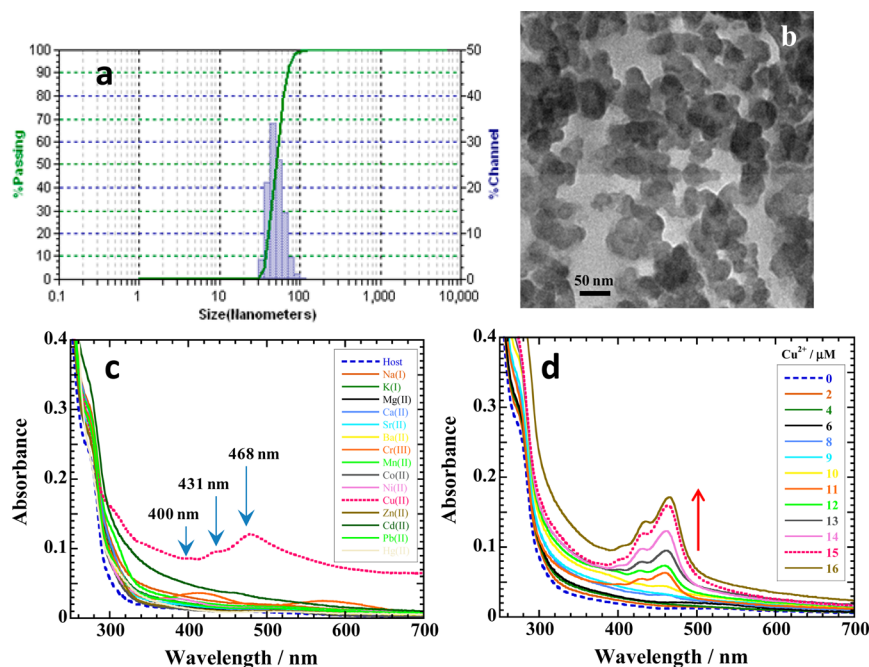 a
%Passing
100
90
80
70
60
50
40
30
20
10
0
0.1 1 10 100 1,000 10,000
Size(Nanometers)
50
40
30
20
10
0
%Channel
b
50 nm
c
Absorbance
0.4
0.3
0.2
0.1
0
300 400 500 600 700
Wavelength / nm
400 nm
431 nm
468 nm
Host
Na(I)
K(I)
Mg(II)
Ca(II)
Sr(II)
Ba(II)
Cr(III)
Mn(II)
Co(II)
Ni(II)
Cu(II)
Zn(II)
Cd(II)
Pb(II)
Hg(II)
d
Absorbance
0.4
0.3
0.2
0.1
0
300 400 500 600 700
Wavelength / nm
Cu²⁺ / μM
0
2
4
6
8
9
10
11
12
13
14
15
16